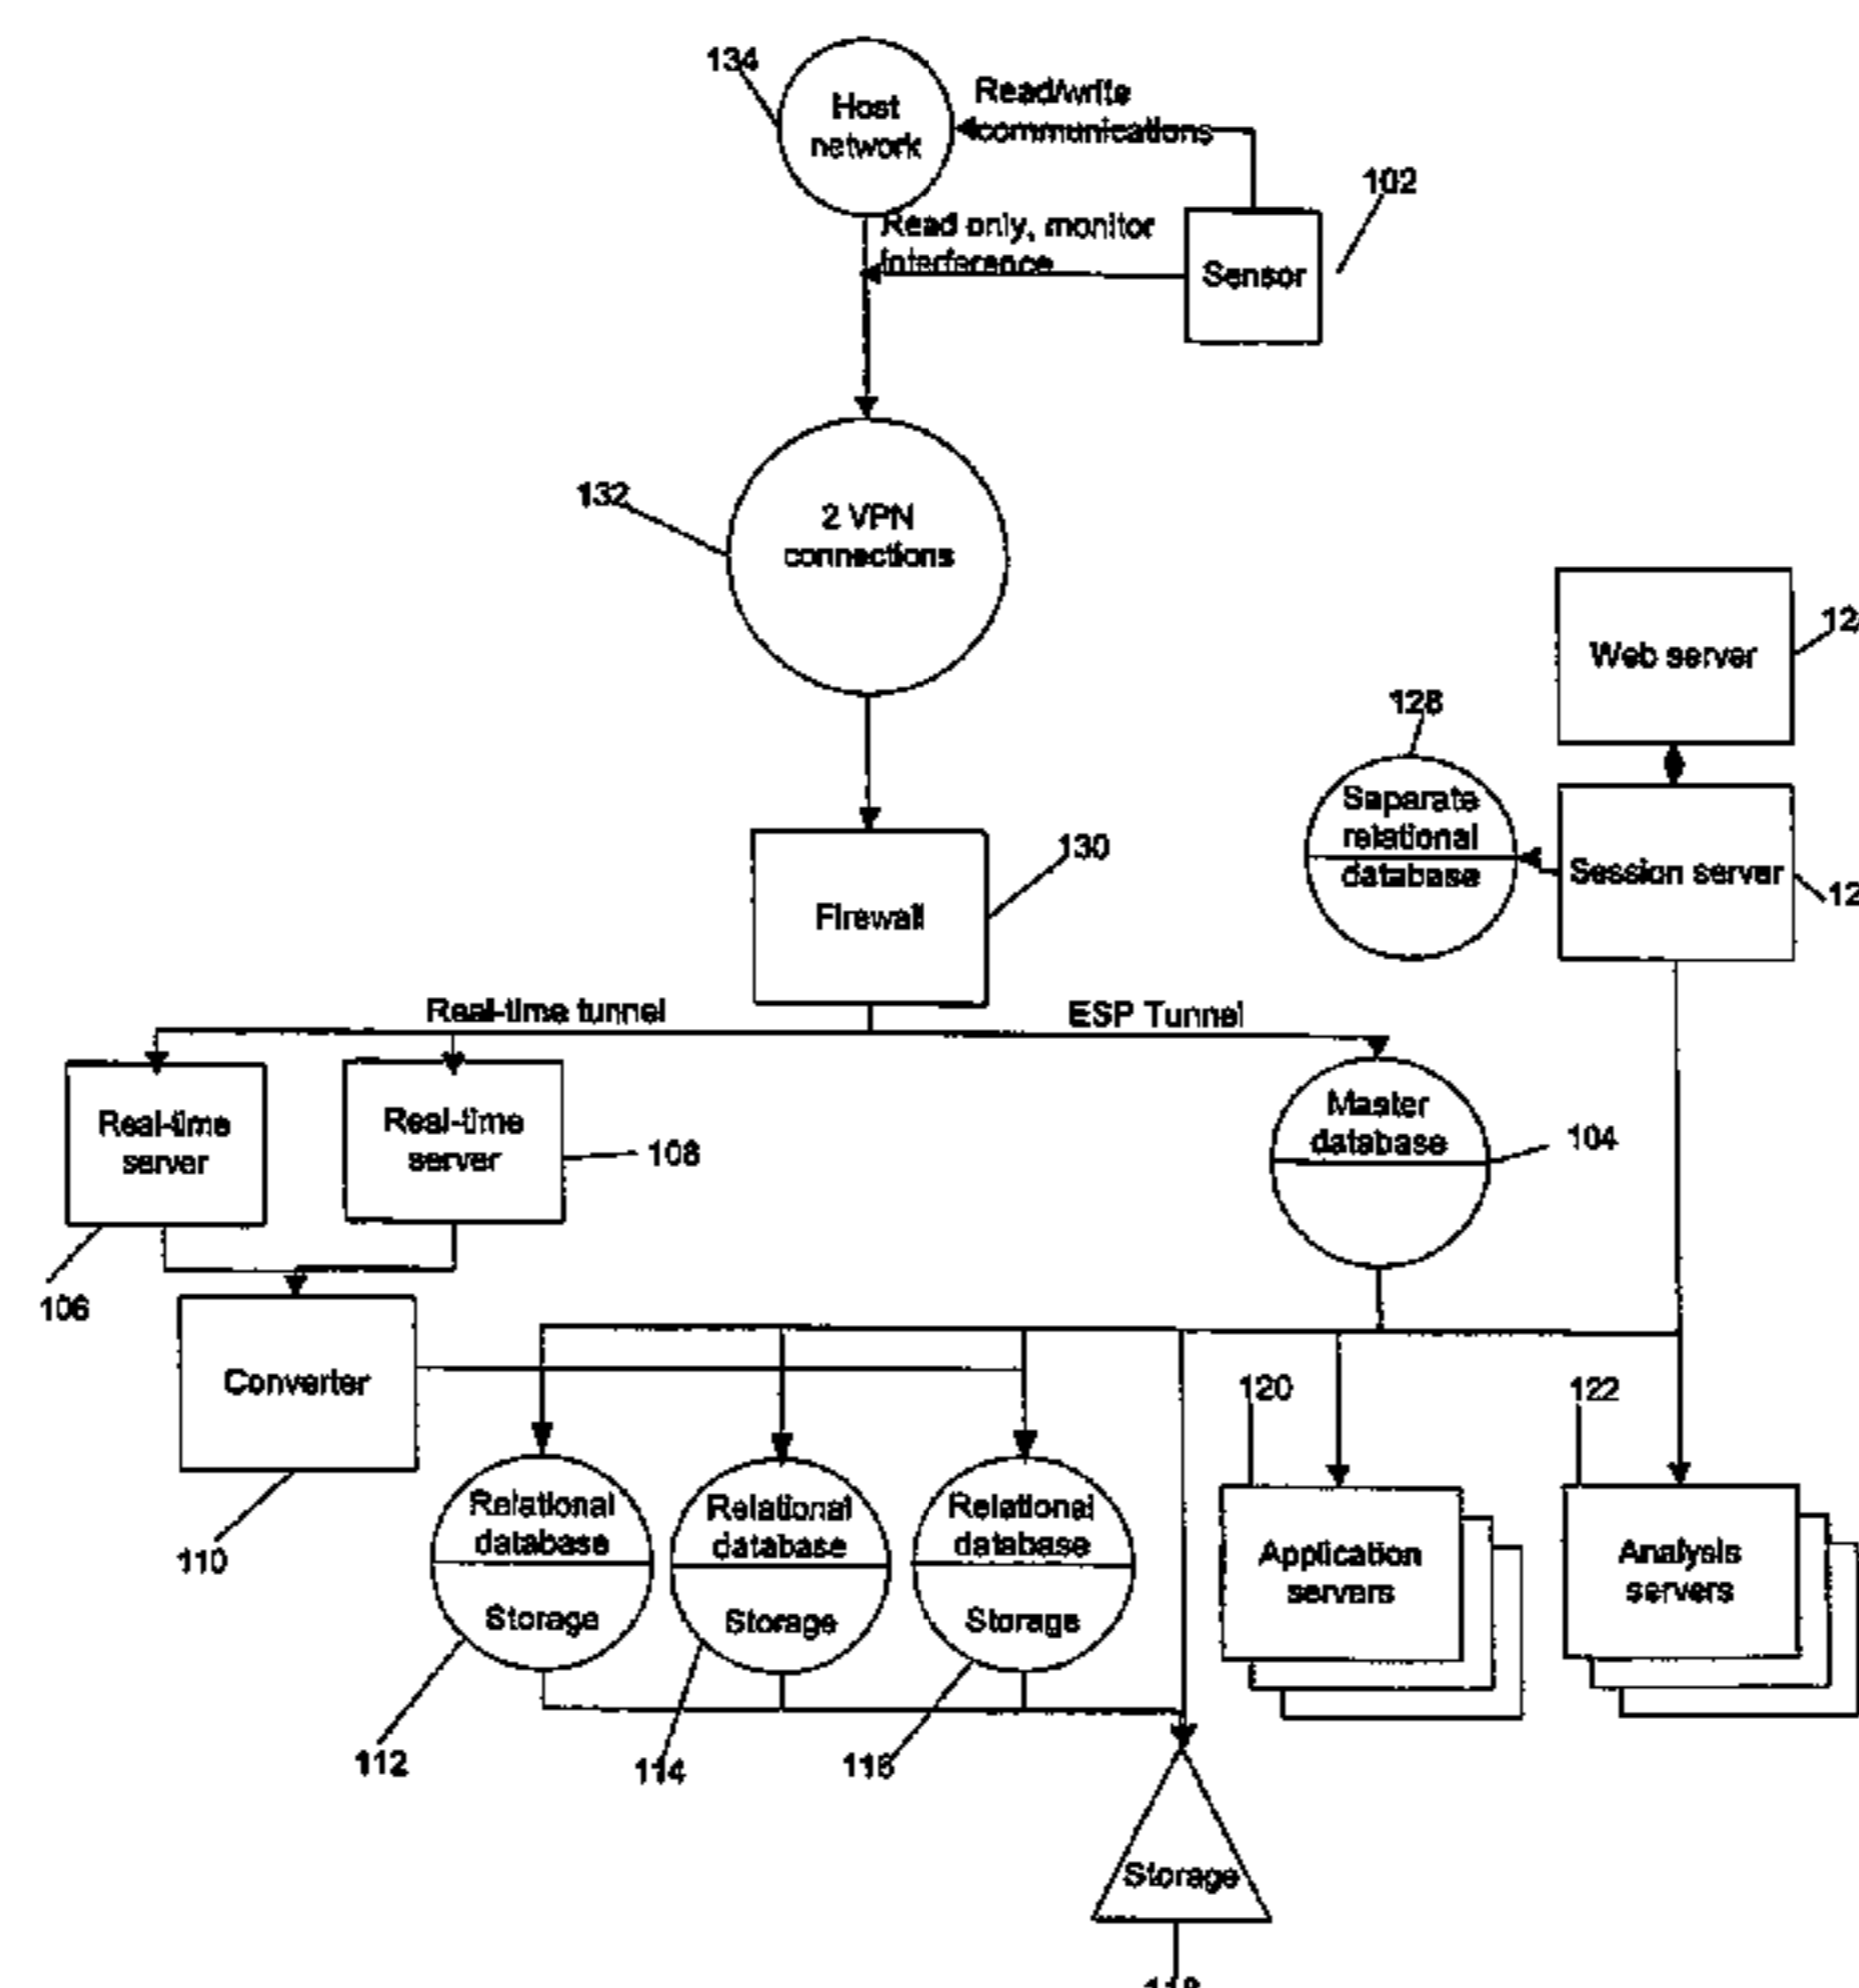 134
Host
network
Read/write
communications
102
Read only, monitor
interference
Sensor
132
2 VPN
connections
12
Web server
128
Separate
relational
database
Session server
12
130
Firewall
Real-time tunnel
ESP Tunnel
Real-time
server
Real-time
server
108
Master
database
104
106
Converter
120
122
110
Relational
database
Storage
Relational
database
Storage
Relational
database
Storage
Application
servers
Analysis
servers
112
114
116
Storage
118